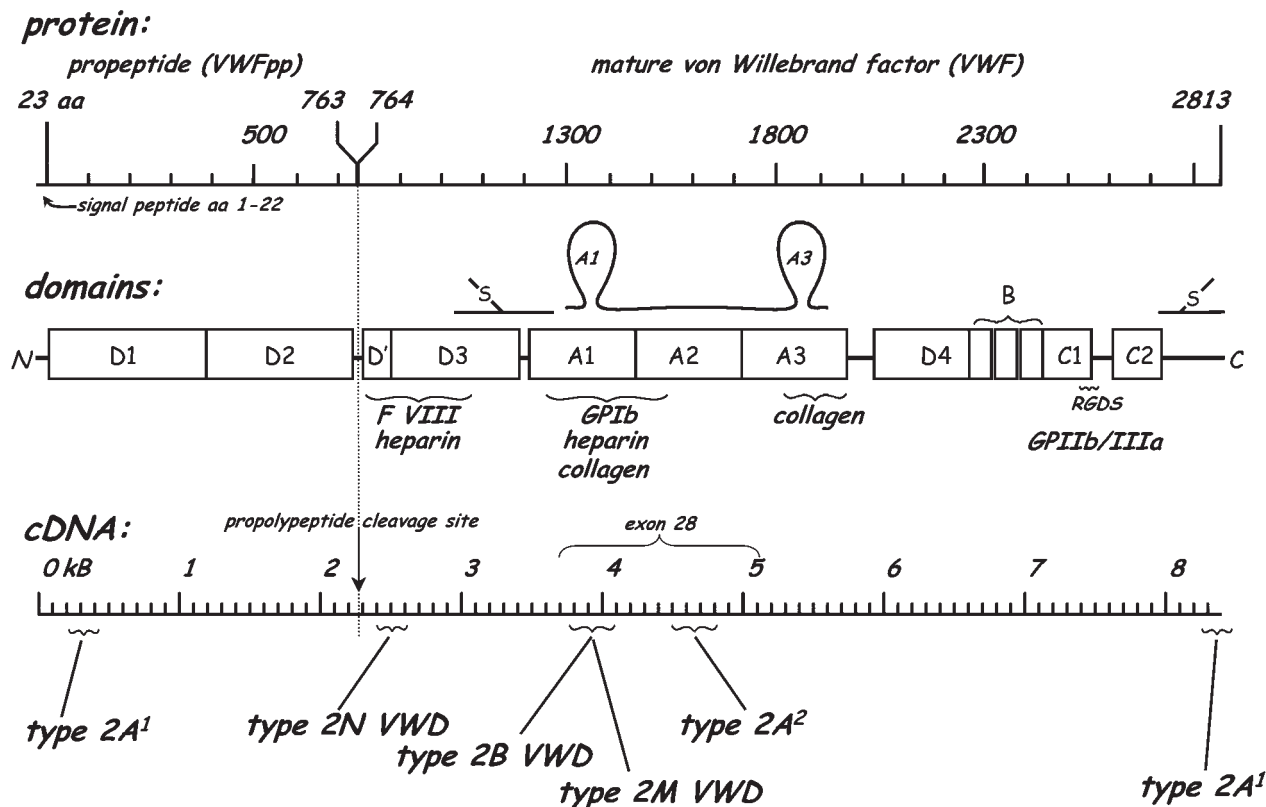 protein:
propeptide (VWFpp) mature von Willebrand factor (VWF)
23 aa 763 764 2813
500 1300 1800 2300
signal peptide aa 1-22
A1 A3
domains:
S B S
N D1 D2 D' D3 A1 A2 A3 D4 C1 C2 C
RGDS
F VIII GPIb collagen
heparin heparin GPIIb/IIIa
collagen
cDNA:
propolypeptide cleavage site exon 28
0 kB 1 2 3 4 5 6 7 8
type 2A¹ type 2N VWD type 2A²
type 2B VWD
type 2M VWD type 2A¹